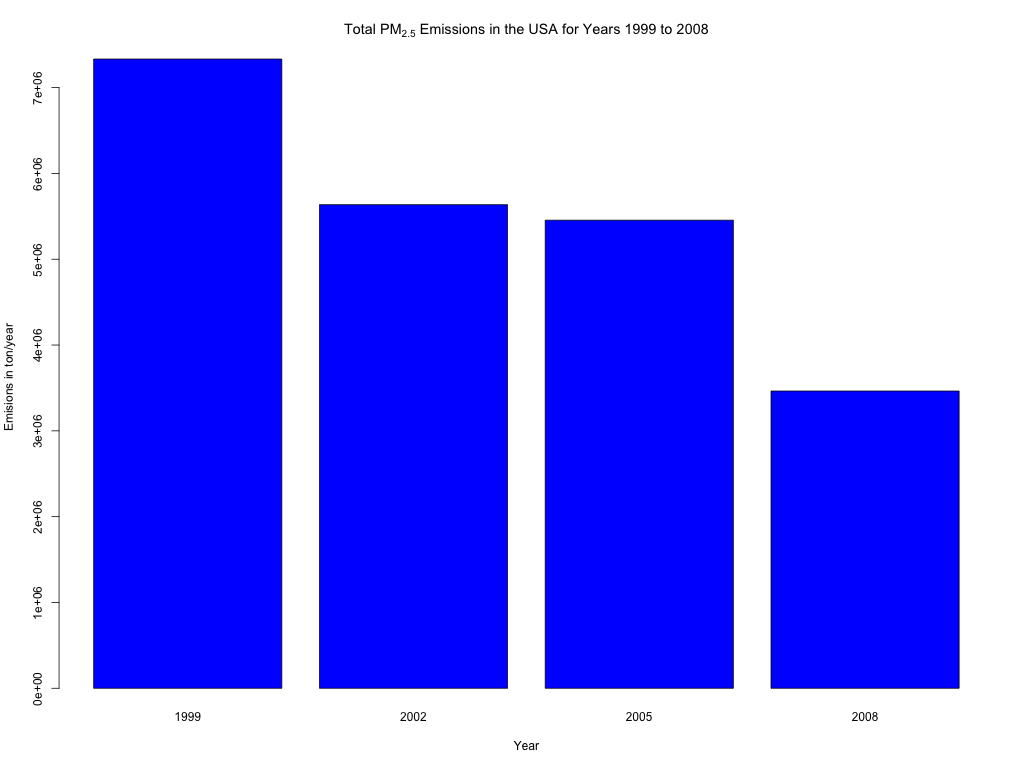 Total PM2.5 Emissions in the USA for Years 1999 to 2008
Emisions in ton/year
7e+06
6e+06
5e+06
4e+06
3e+06
2e+06
1e+06
0e+00
1999 2002 2005 2008
Year